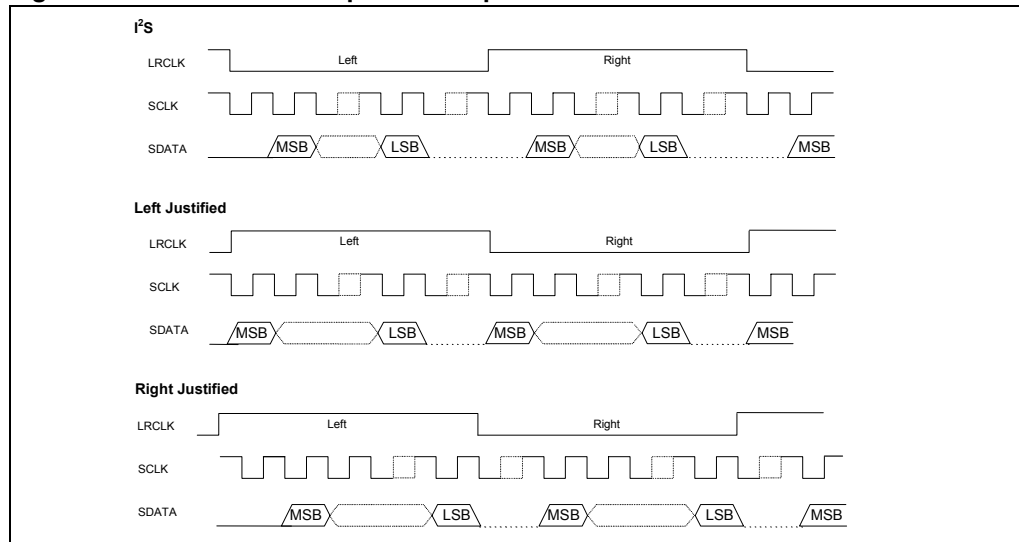 I²S
LRCLK Left Right
SCLK
SDATA MSB LSB MSB LSB MSB
Left Justified
LRCLK Left Right
SCLK
SDATA MSB LSB MSB LSB MSB
Right Justified
LRCLK Left Right
SCLK
SDATA MSB LSB MSB LSB MSB